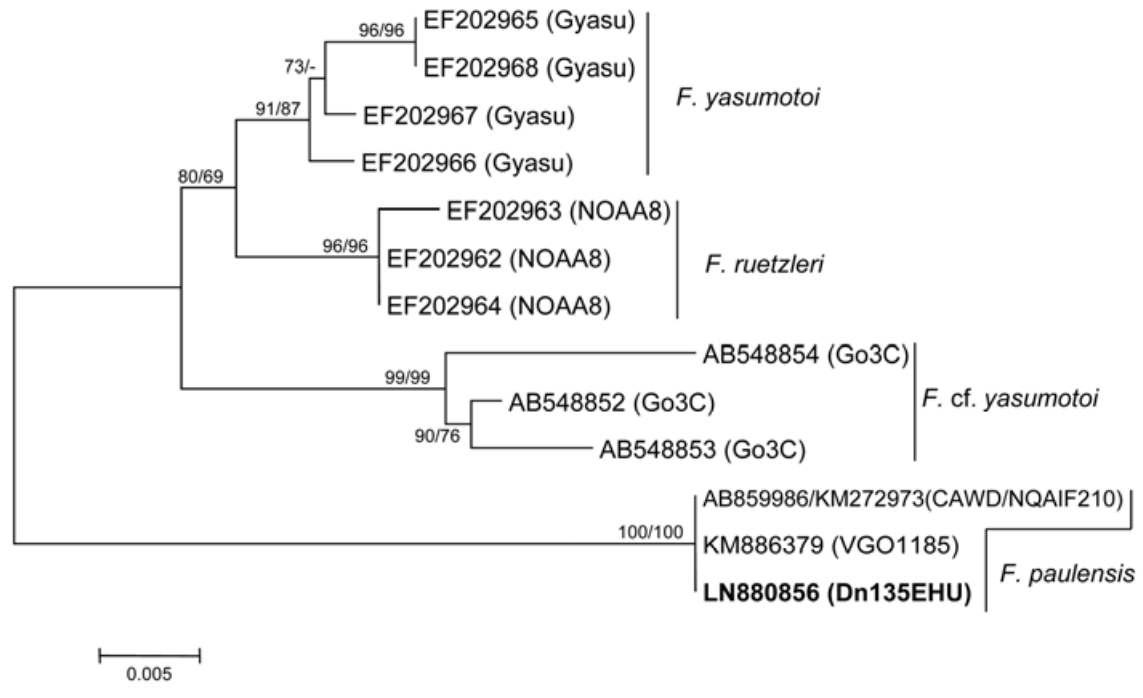 EF202965 (Gyasu)
96/96
EF202968 (Gyasu)
73/-
F. yasumotoi
91/87
EF202967 (Gyasu)
EF202966 (Gyasu)
80/69
EF202963 (NOAA8)
96/96
EF202962 (NOAA8)
F. ruetzleri
EF202964 (NOAA8)
AB548854 (Go3C)
99/99
AB548852 (Go3C)
F. cf. yasumotoi
90/76
AB548853 (Go3C)
AB859986/KM272973(CAWD/NQAIF210)
100/100
KM886379 (VGO1185)
F. paulensis
LN880856 (Dn135EHU)
0.005